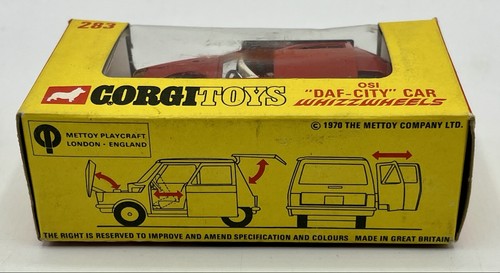 283
OSI
"DAF-CITY" CAR
WHIZZWHEELS
CORGI TOYS
METTOY PLAYCRAFT
LONDON · ENGLAND
© 1970 THE METTOY COMPANY LTD.
THE RIGHT IS RESERVED TO IMPROVE AND AMEND SPECIFICATION AND COLOURS MADE IN GREAT BRITAIN